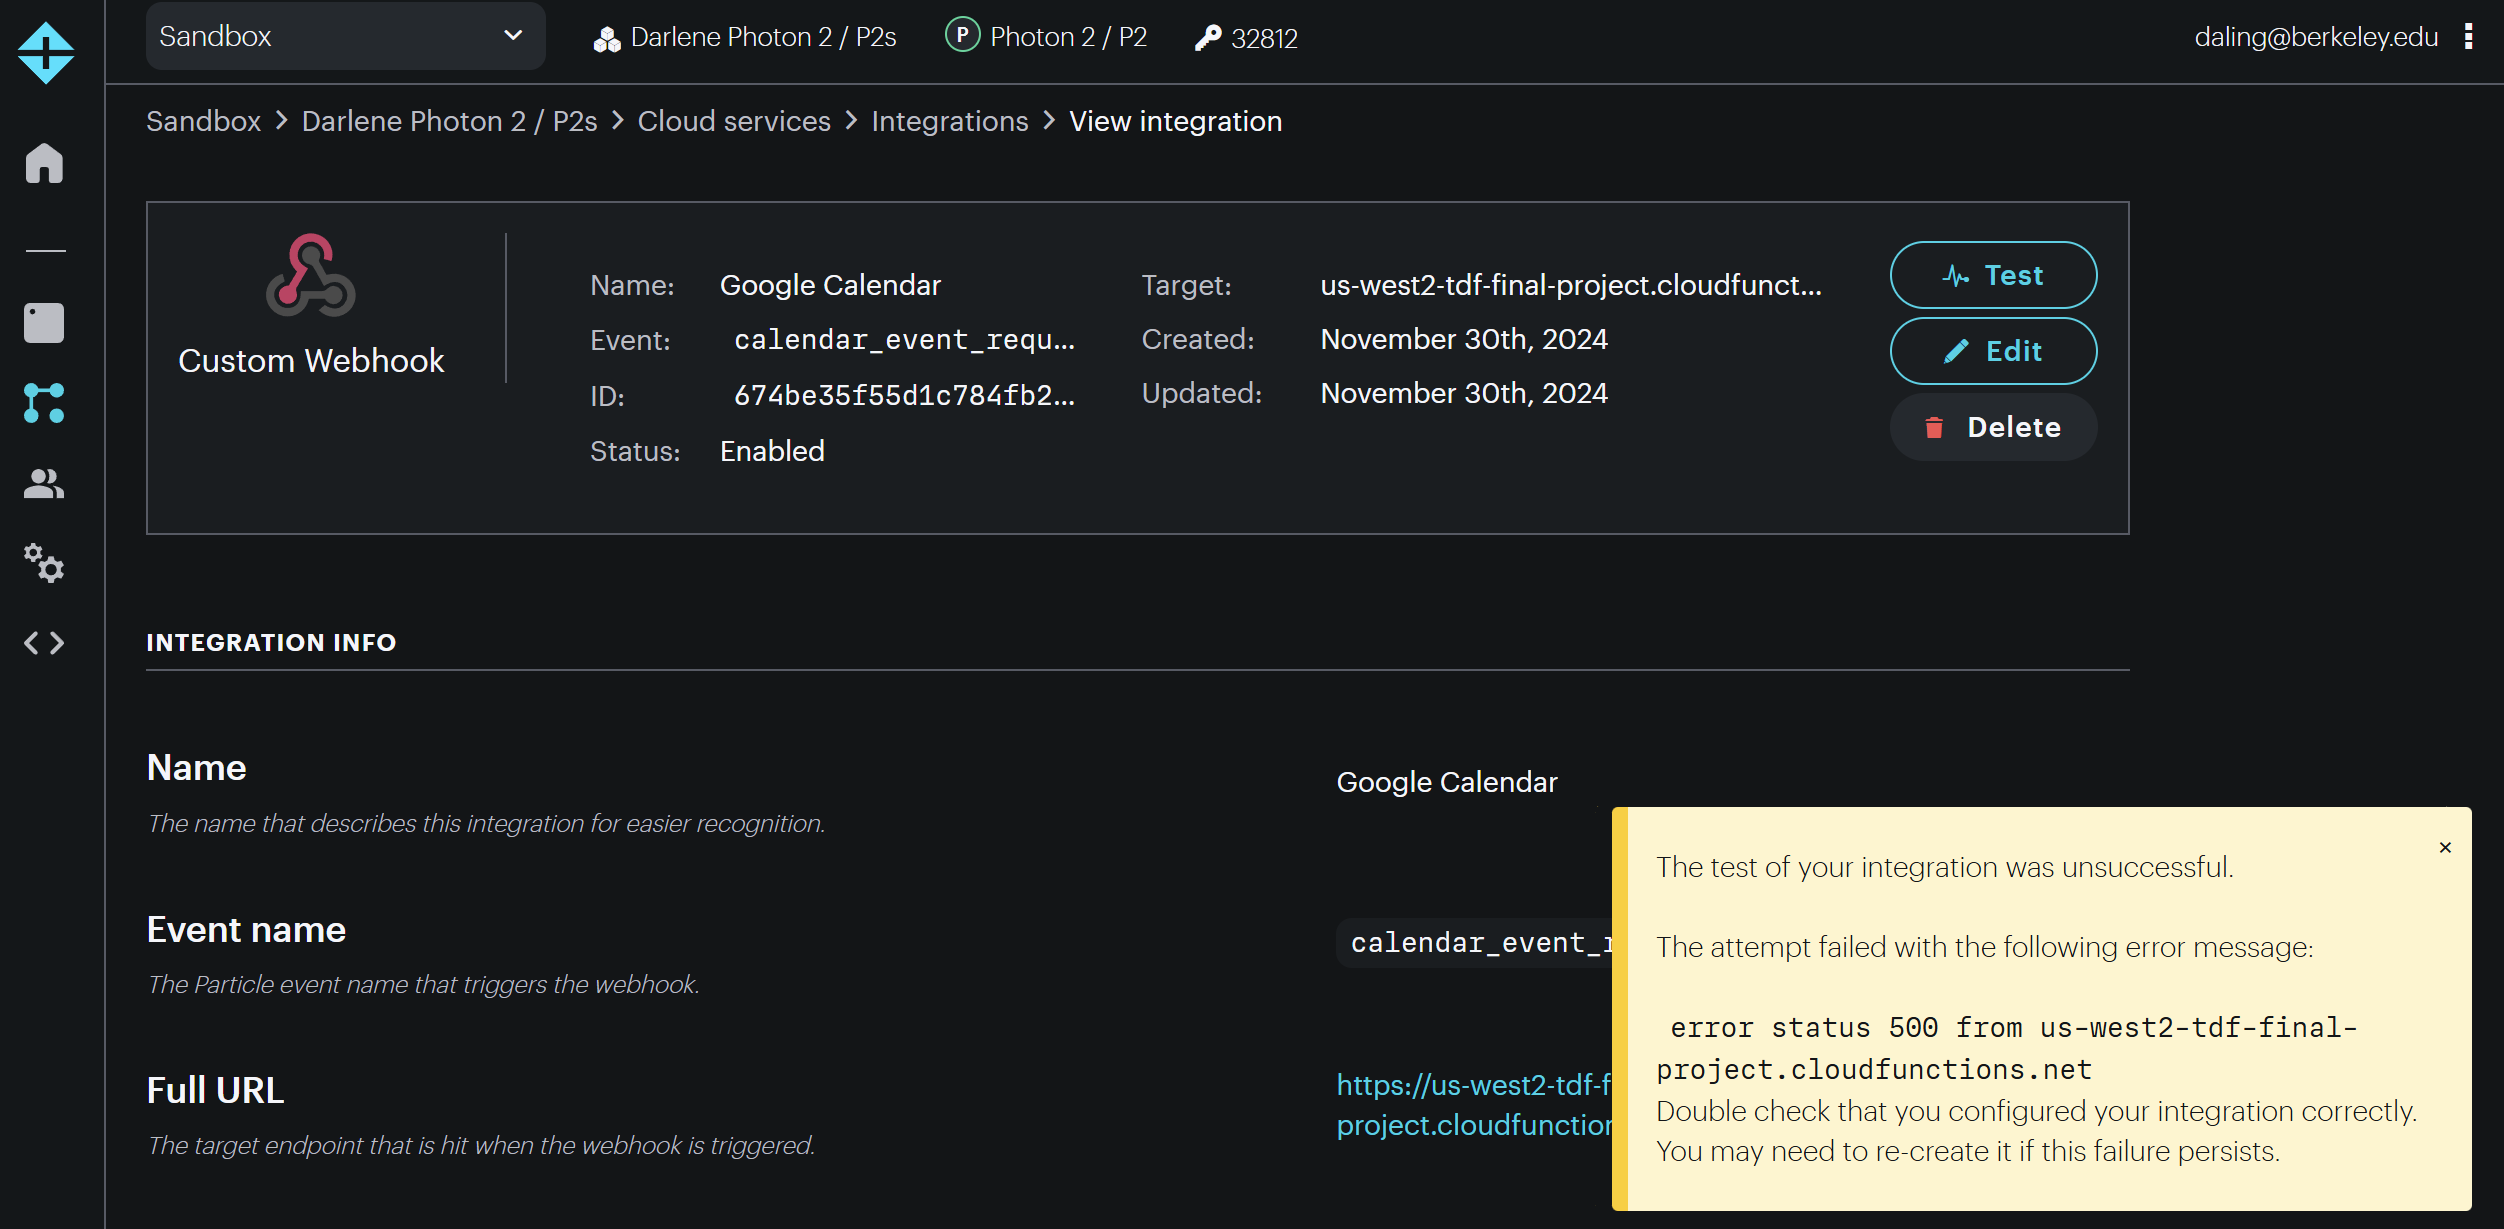 Sandbox
Darlene Photon 2 / P2s
P Photon 2 / P2
32812
daling@berkeley.edu
Sandbox > Darlene Photon 2 / P2s > Cloud services > Integrations > View integration
Custom Webhook
Name: Google Calendar
Event: calendar_event_requ...
ID: 674be35f55d1c784fb2...
Status: Enabled
Target: us-west2-tdf-final-project.cloudfunct...
Created: November 30th, 2024
Updated: November 30th, 2024
Test
Edit
Delete
INTEGRATION INFO
Name
Google Calendar
The name that describes this integration for easier recognition.
Event name
calendar_event_r
The Particle event name that triggers the webhook.
Full URL
https://us-west2-tdf-f
project.cloudfunction
The target endpoint that is hit when the webhook is triggered.
×
The test of your integration was unsuccessful.
The attempt failed with the following error message:
error status 500 from us-west2-tdf-final-
project.cloudfunctions.net
Double check that you configured your integration correctly.
You may need to re-create it if this failure persists.